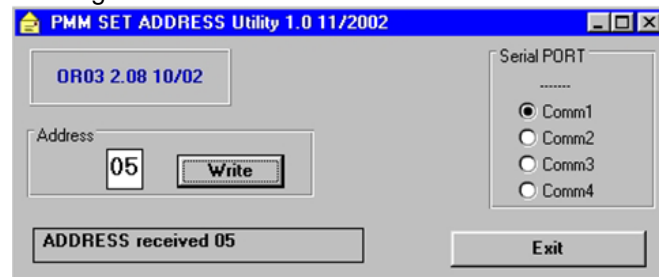 PMM SET ADDRESS Utility 1.0 11/2002
OR03 2.08 10/02
Serial PORT
-------
Comm1
Comm2
Comm3
Comm4
Address
05
Write
ADDRESS received 05
Exit